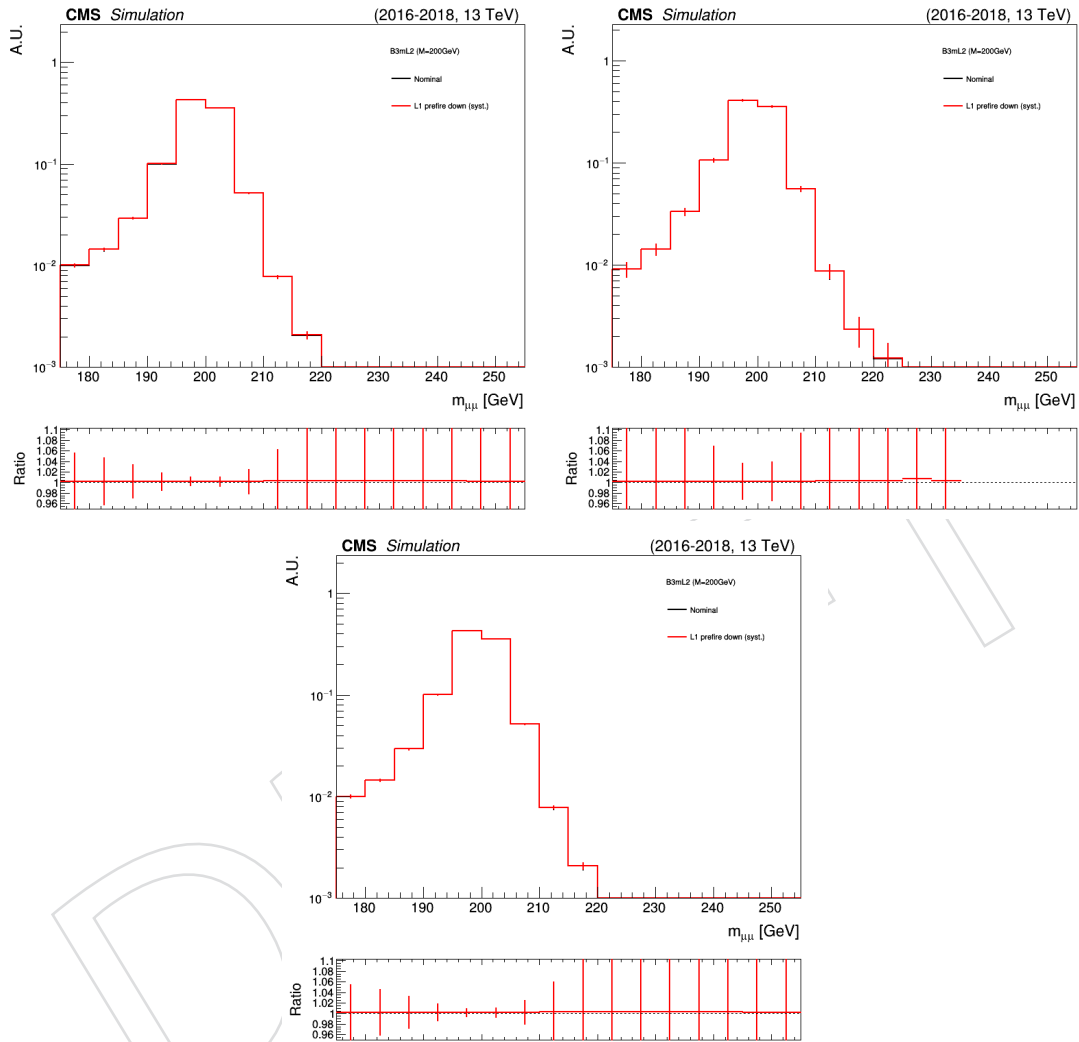 CMS Simulation (2016-2018, 13 TeV)
A.U.
B3mL2 (M=200GeV)
Nominal
L1 prefire down (syst.)
1
10⁻¹
10⁻²
10⁻³
180 190 200 210 220 230 240 250
m_μμ [GeV]
Ratio
1.1
1.08
1.06
1.04
1.02
1
0.98
0.96
CMS Simulation (2016-2018, 13 TeV)
A.U.
B3mL2 (M=200GeV)
Nominal
L1 prefire down (syst.)
1
10⁻¹
10⁻²
10⁻³
180 190 200 210 220 230 240 250
m_μμ [GeV]
Ratio
1.1
1.08
1.06
1.04
1.02
1
0.98
0.96
CMS Simulation (2016-2018, 13 TeV)
A.U.
B3mL2 (M=200GeV)
Nominal
L1 prefire down (syst.)
1
10⁻¹
10⁻²
10⁻³
180 190 200 210 220 230 240 250
m_μμ [GeV]
Ratio
1.1
1.08
1.06
1.04
1.02
1
0.98
0.96